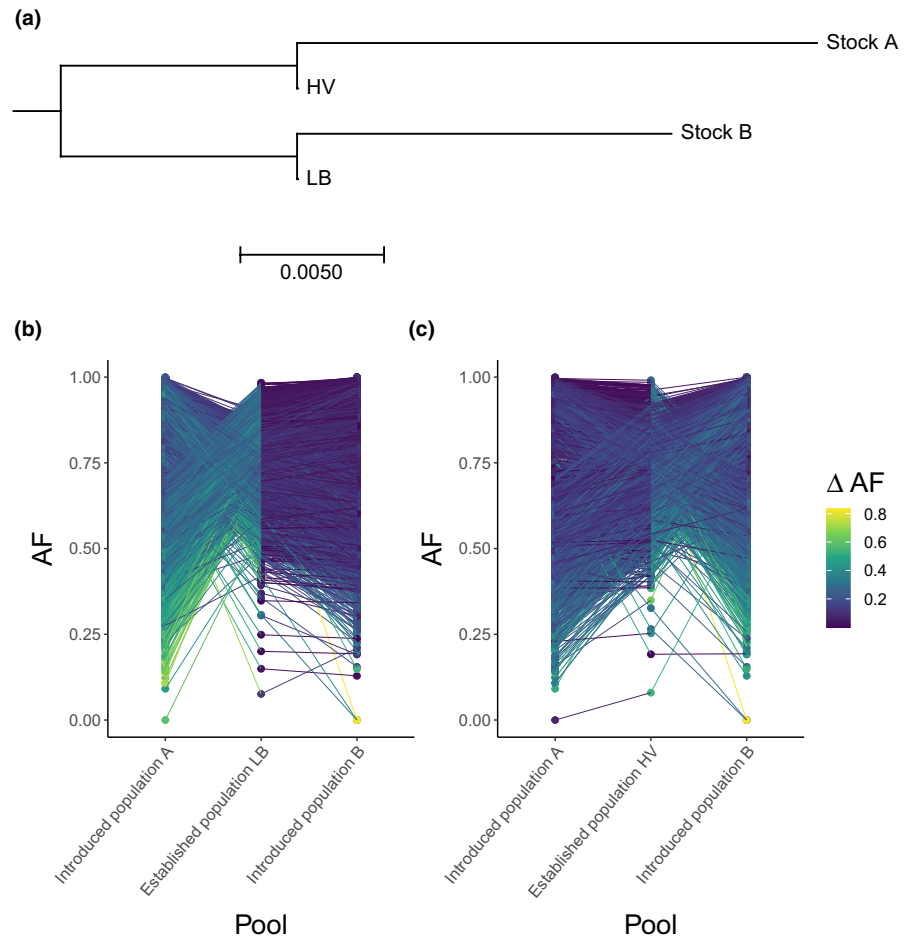 (a)
Stock A
HV
Stock B
LB
0.0050
(b)
(c)
1.00
0.75
0.50
0.25
0.00
AF
Introduced population A
Established population LB
Introduced population B
Pool
1.00
0.75
0.50
0.25
0.00
AF
Introduced population A
Established population HV
Introduced population B
Pool
Δ AF
0.8
0.6
0.4
0.2